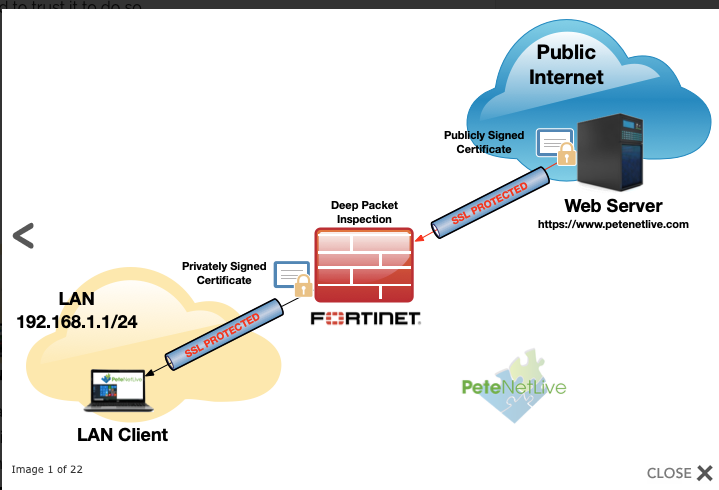 d to trust it to do so
Public
Internet
Publicly Signed
Certificate
SSL PROTECTED
Web Server
https://www.petenetlive.com
Deep Packet
Inspection
Privately Signed
Certificate
FORTINET
LAN
192.168.1.1/24
SSL PROTECTED
PeteNetLive
PeteNetLive
LAN Client
Image 1 of 22
CLOSE